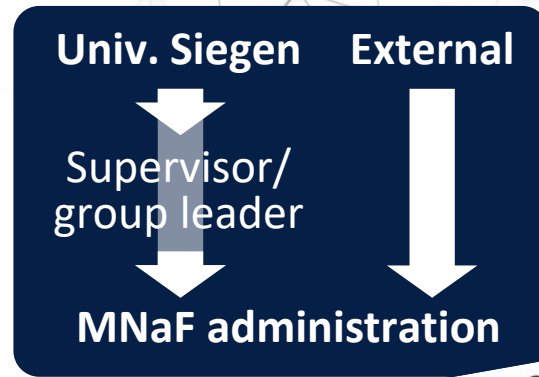 Univ. Siegen External
Supervisor/
group leader
MNaF administration